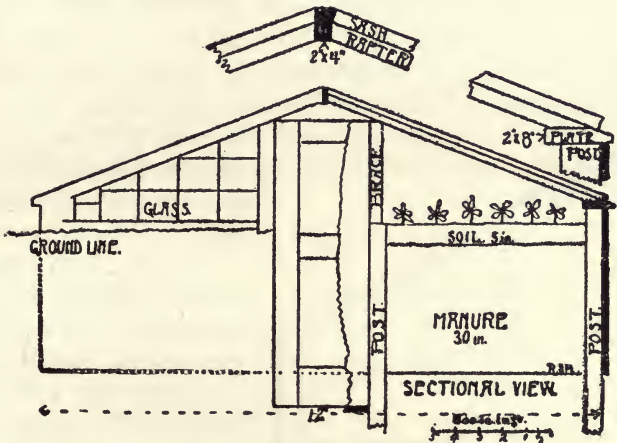 SASH
RAFTER
2"x4"
2"x8"
PLATE
POST
BRACE
GLASS.
GROUND LINE.
SOIL. 5in.
POST.
MANURE
30 in.
POST.
SECTIONAL VIEW
12'